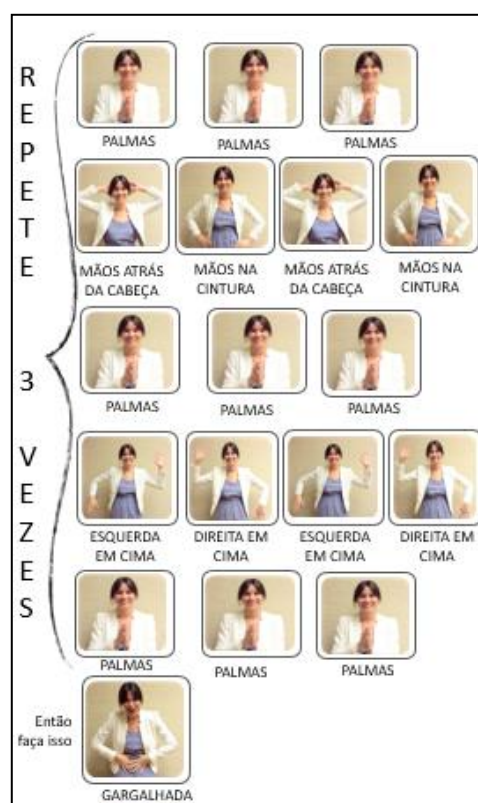 REPETE 3 VEZES
PALMAS PALMAS PALMAS
MÃOS ATRÁS DA CABEÇA
MÃOS NA CINTURA
MÃOS ATRÁS DA CABEÇA
MÃOS NA CINTURA
PALMAS PALMAS PALMAS
ESQUERDA EM CIMA
DIREITA EM CIMA
ESQUERDA EM CIMA
DIREITA EM CIMA
PALMAS PALMAS PALMAS
Então
faça isso
GARGALHADA